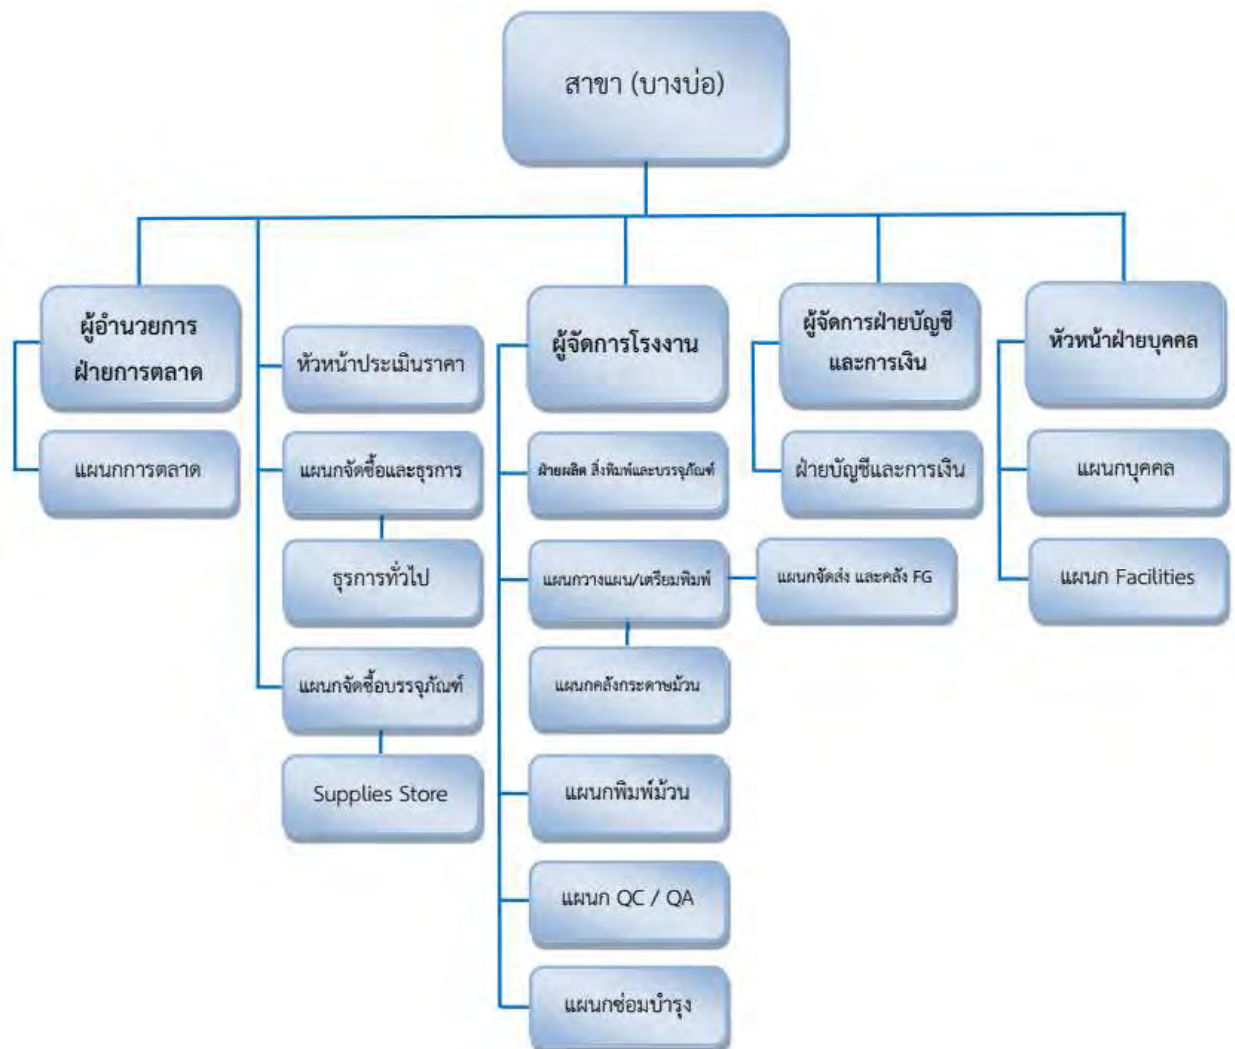 สาขา (บางบ่อ)
ผู้อำนวยการ
ฝ่ายการตลาด
แผนกการตลาด
หัวหน้าประเมินราคา
แผนกจัดซื้อและธุรการ
ธุรการทั่วไป
แผนกจัดซื้อบรรจุภัณฑ์
Supplies Store
ผู้จัดการโรงงาน
ฝ่ายผลิต สิ่งพิมพ์และบรรจุภัณฑ์
แผนกวางแผน/เตรียมพิมพ์
แผนกจัดส่ง และคลัง FG
แผนกคลังกระดาษม้วน
แผนกพิมพ์ม้วน
แผนก QC / QA
แผนกซ่อมบำรุง
ผู้จัดการฝ่ายบัญชี
และการเงิน
ฝ่ายบัญชีและการเงิน
หัวหน้าฝ่ายบุคคล
แผนกบุคคล
แผนก Facilities